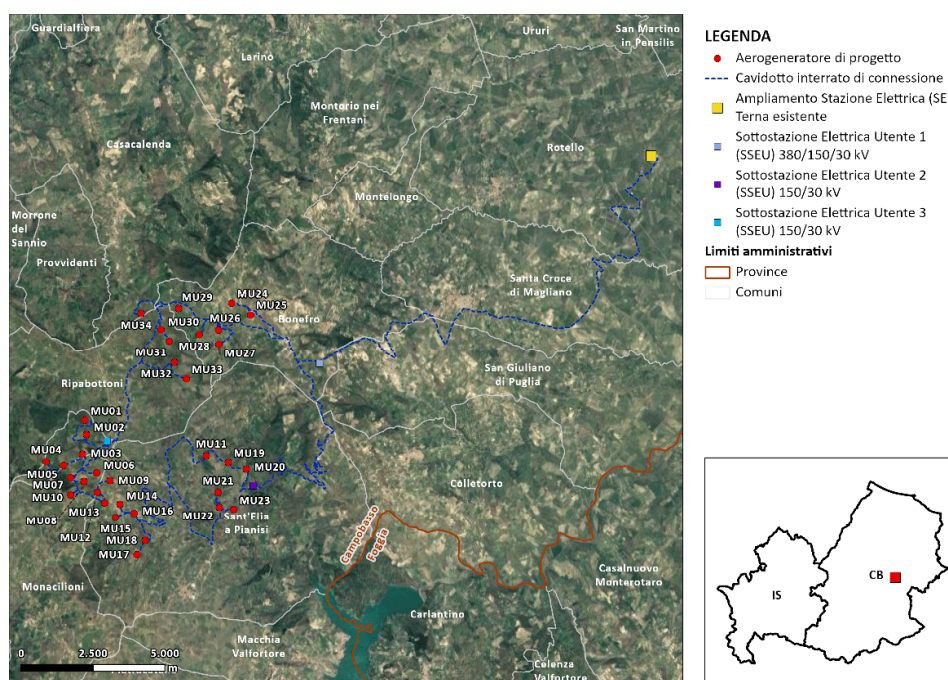 Guardialfiera
Ururi
San Martino
in Pensilis
Larino
Montorio nei
Frentani
Casacalenda
Rotello
Montelongo
Morrone
del
Sannio
Provvidenti
Santa Croce
di Magliano
MU29
MU24
MU25
MU34
MU30
MU26
Bonefro
MU31
MU28
MU27
MU32
MU33
San Giuliano
di Puglia
Ripabottoni
MU01
MU02
MU03
MU11
MU19
MU04
MU06
MU20
MU05
MU09
MU21
Colletorto
MU07
MU10
MU14
MU23
MU08
MU13
MU16
MU22
Sant'Elia
a Pianisi
MU15
MU12
MU18
MU17
Campobasso
Foggia
Monacilioni
Casalnuovo
Monterotaro
Carlantino
Macchia
Valfortore
Celenza
Valfortore
0 2.500 5.000 m
LEGENDA
Aerogeneratore di progetto
Cavidotto interrato di connessione
Ampliamento Stazione Elettrica (SE
Terna esistente
Sottostazione Elettrica Utente 1
(SSEU) 380/150/30 kV
Sottostazione Elettrica Utente 2
(SSEU) 150/30 kV
Sottostazione Elettrica Utente 3
(SSEU) 150/30 kV
Limiti amministrativi
Province
Comuni
CB
IS